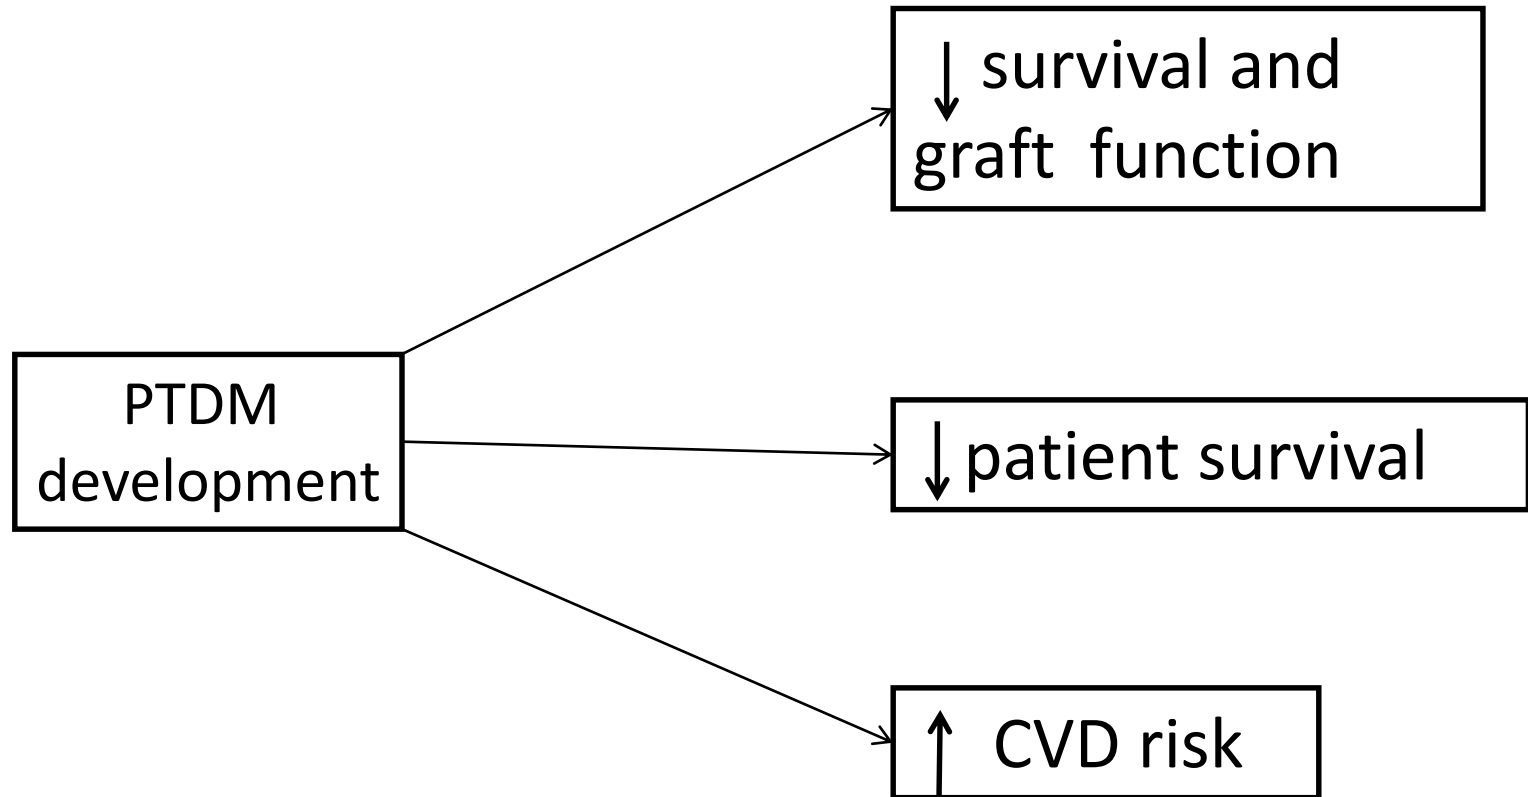 ↓ survival and
graft function
PTDM
development
↓ patient survival
↑ CVD risk